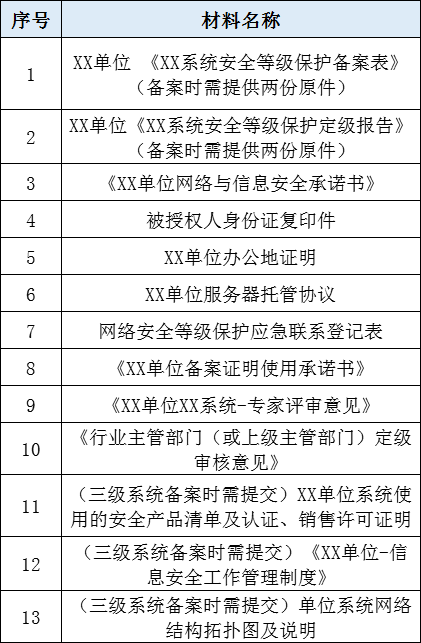 序号 材料名称
1 XX单位 《XX系统安全等级保护备案表》
（备案时需提供两份原件）
2 XX单位《XX系统安全等级保护定级报告》
（备案时需提供两份原件）
3 《XX单位网络与信息安全承诺书》
4 被授权人身份证复印件
5 XX单位办公地证明
6 XX单位服务器托管协议
7 网络安全等级保护应急联系登记表
8 《XX单位备案证明使用承诺书》
9 《XX单位XX系统-专家评审意见》
10 《行业主管部门（或上级主管部门）定级
审核意见》
11 （三级系统备案时需提交）XX单位系统使
用的安全产品清单及认证、销售许可证明
12 （三级系统备案时需提交）《XX单位-信
息安全工作管理制度》
13 （三级系统备案时需提交）单位系统网络
结构拓扑图及说明